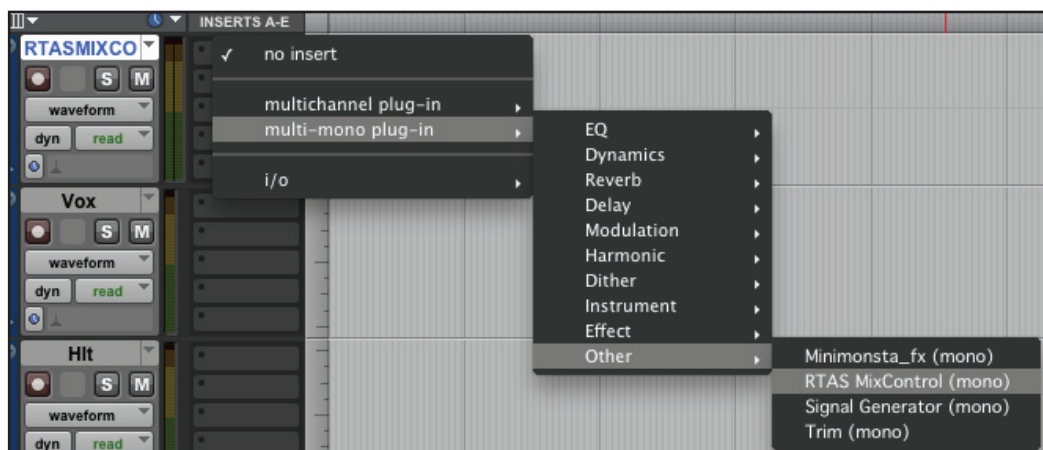 INSERTS A-E
RTASMIXCO
S M
waveform
dyn read
no insert
multichannel plug-in
multi-mono plug-in
i/o
EQ
Dynamics
Reverb
Delay
Modulation
Harmonic
Dither
Instrument
Effect
Other
Minimonsta_fx (mono)
RTAS MixControl (mono)
Signal Generator (mono)
Trim (mono)
Vox
S M
waveform
dyn read
Hlt
S M
waveform
dyn read